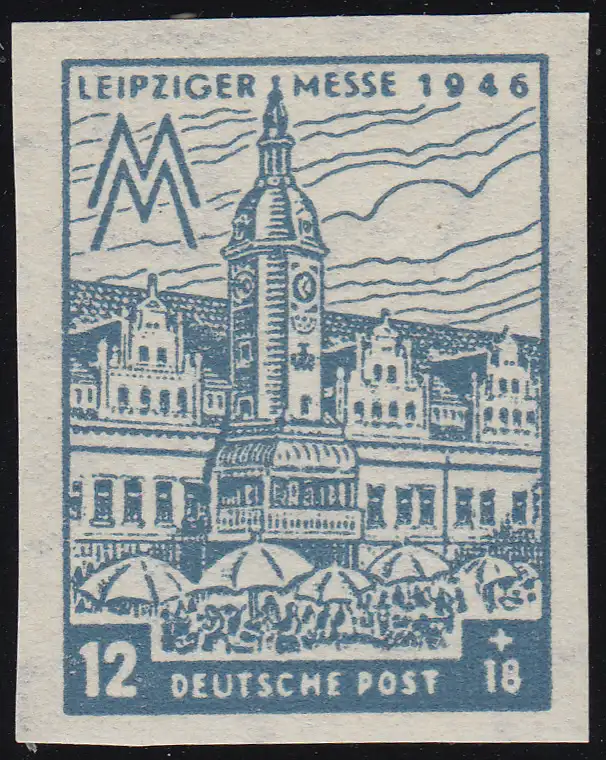 LEIPZIGER MESSE 1946
MM
12 DEUTSCHE POST +18